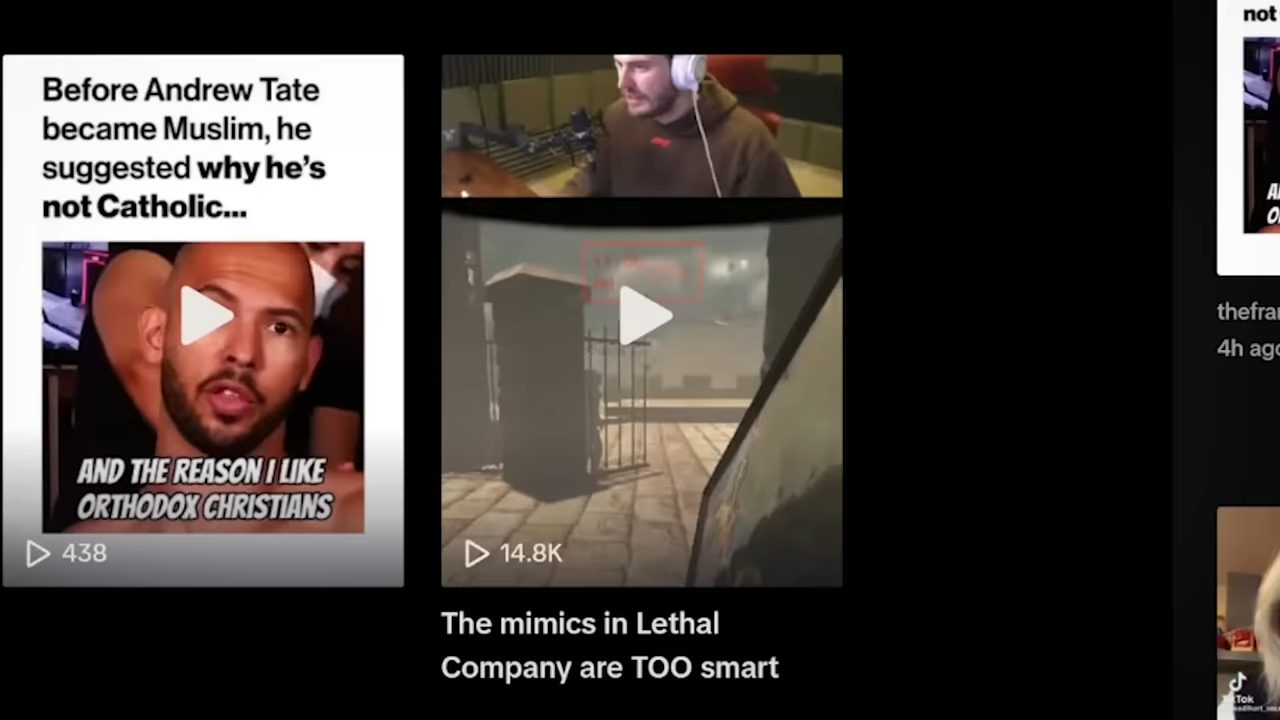 Before Andrew Tate
became Muslim, he
suggested why he's
not Catholic...
AND THE REASON I LIKE
ORTHODOX CHRISTIANS
438
14.8K
The mimics in Lethal
Company are TOO smart
not
thefra
4h ago
Tok